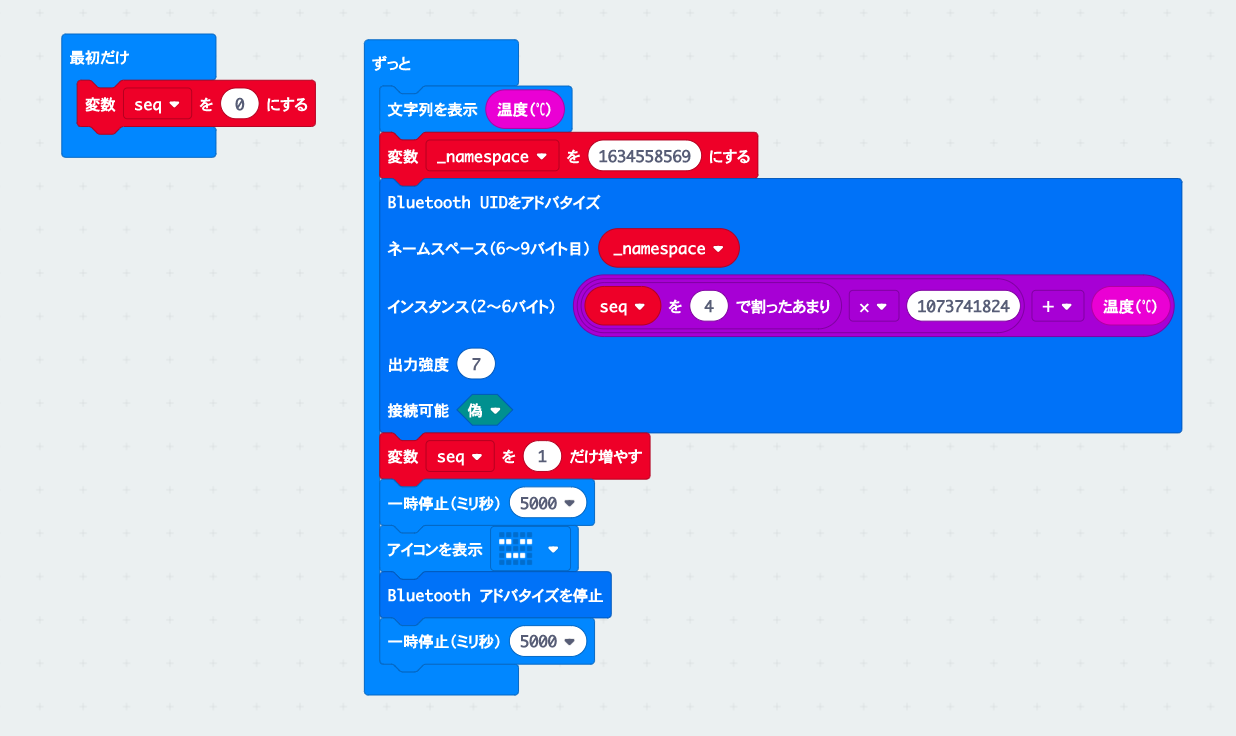 最初だけ
変数 seq を 0 にする
ずっと
文字列を表示 温度(℃)
変数 _namespace を 1634558569 にする
Bluetooth UIDをアドバタイズ
ネームスペース(6〜9バイト目) _namespace
インスタンス(2〜6バイト) seq を 4 で割ったあまり × 1073741824 + 温度(℃)
出力強度 7
接続可能 偽
変数 seq を 1 だけ増やす
一時停止(ミリ秒) 5000
アイコンを表示
Bluetooth アドバタイズを停止
一時停止(ミリ秒) 5000